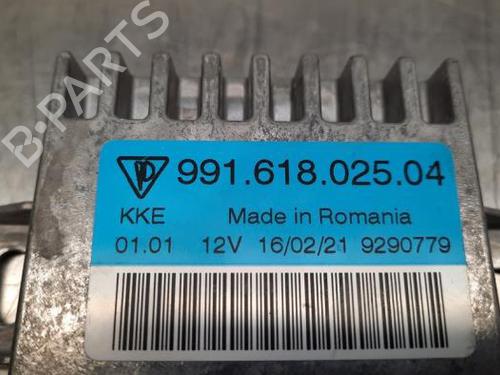 B-PARTS
991.618.025.04
KKE Made in Romania
01.01 12V 16/02/21 9290779